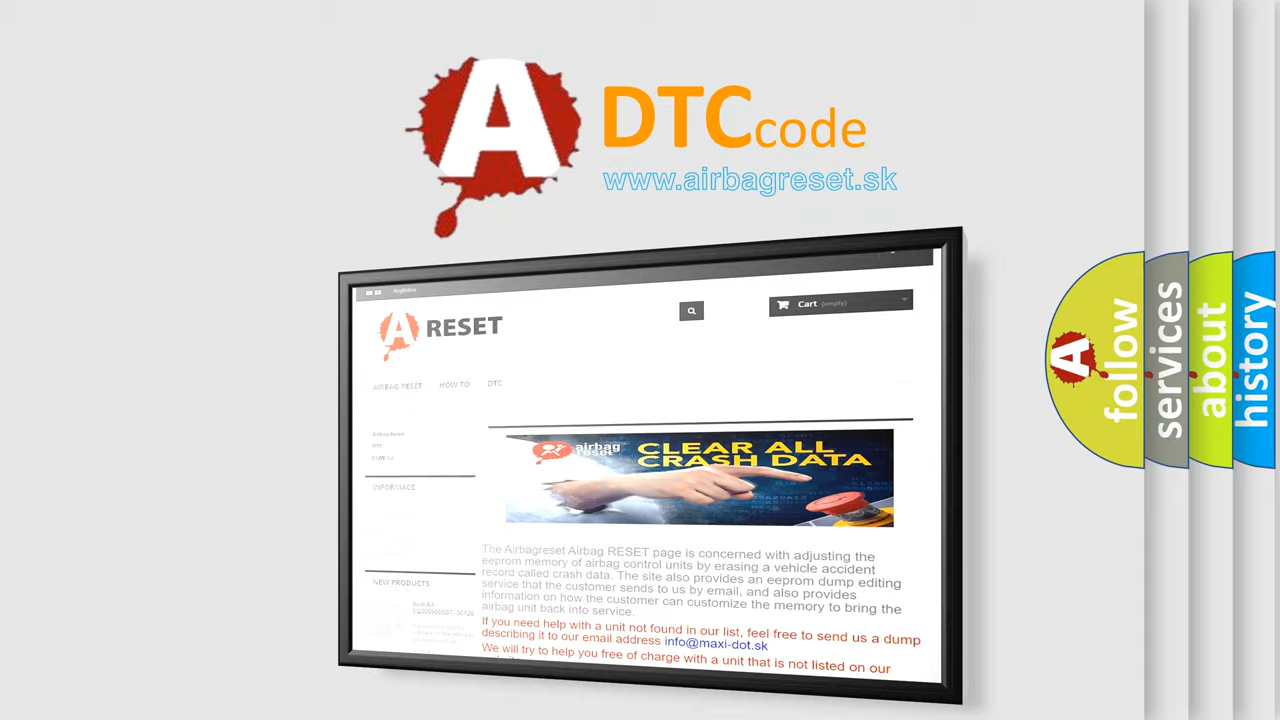 A
DTC code
www.airbagreset.sk
Angličtina
A RESET
Cart (empty)
AIRBAG RESET HOW TO DTC
Airbag Reset
DTC
HOW TO
INFORMACE
NEW PRODUCTS
airbag
reset
CLEAR ALL
CRASH DATA
The Airbagreset Airbag RESET page is concerned with adjusting the
eeprom memory of airbag control units by erasing a vehicle accident
record called crash data. The site also provides an eeprom dump editing
service that the customer sends to us by email, and also provides
information on how the customer can customize the memory to bring the
airbag unit back into service.
If you need help with a unit not found in our list, feel free to send us a dump
describing it to our email address info@maxi-dot.sk
We will try to help you free of charge with a unit that is not listed on our
A
follow
services
about
history